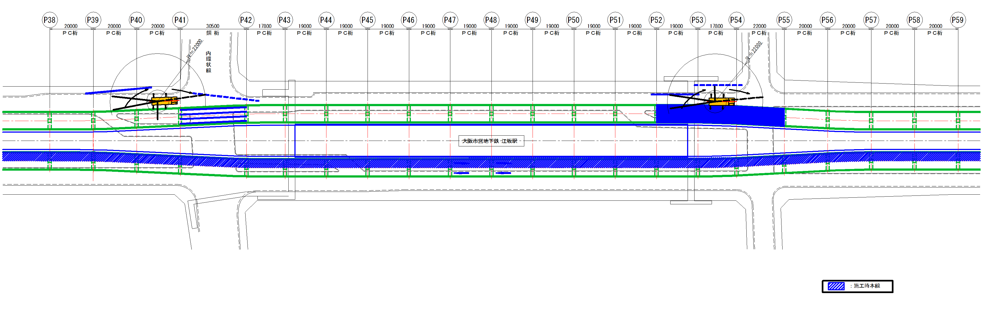 P38 P39 P40 P41 P42 P43 P44 P45 P46 P47 P48 P49 P50 P51 P52 P53 P54 P55 P56 P57 P58 P59
20000 20000 20000 30500 17800 19000 19000 19000 19000 19000 19000 19000 19000 19000 19000 17800 22000 20000 20000 20000 20000
PC桁 PC桁 PC桁 鋼桁 PC桁 PC桁 PC桁 PC桁 PC桁 PC桁 PC桁 PC桁 PC桁 PC桁 PC桁 PC桁 PC桁 PC桁 PC桁 PC桁 PC桁
R=22000
内環状線
R=22000
大阪市営地下鉄 江坂駅
：施工時本線